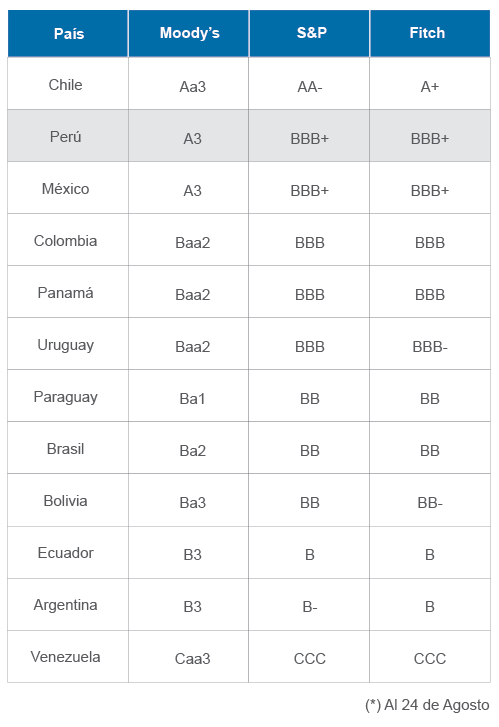 País Moody's S&P Fitch
Chile Aa3 AA- A+
Perú A3 BBB+ BBB+
México A3 BBB+ BBB+
Colombia Baa2 BBB BBB
Panamá Baa2 BBB BBB
Uruguay Baa2 BBB BBB-
Paraguay Ba1 BB BB
Brasil Ba2 BB BB
Bolivia Ba3 BB BB-
Ecuador B3 B B
Argentina B3 B- B
Venezuela Caa3 CCC CCC
(*) Al 24 de Agosto